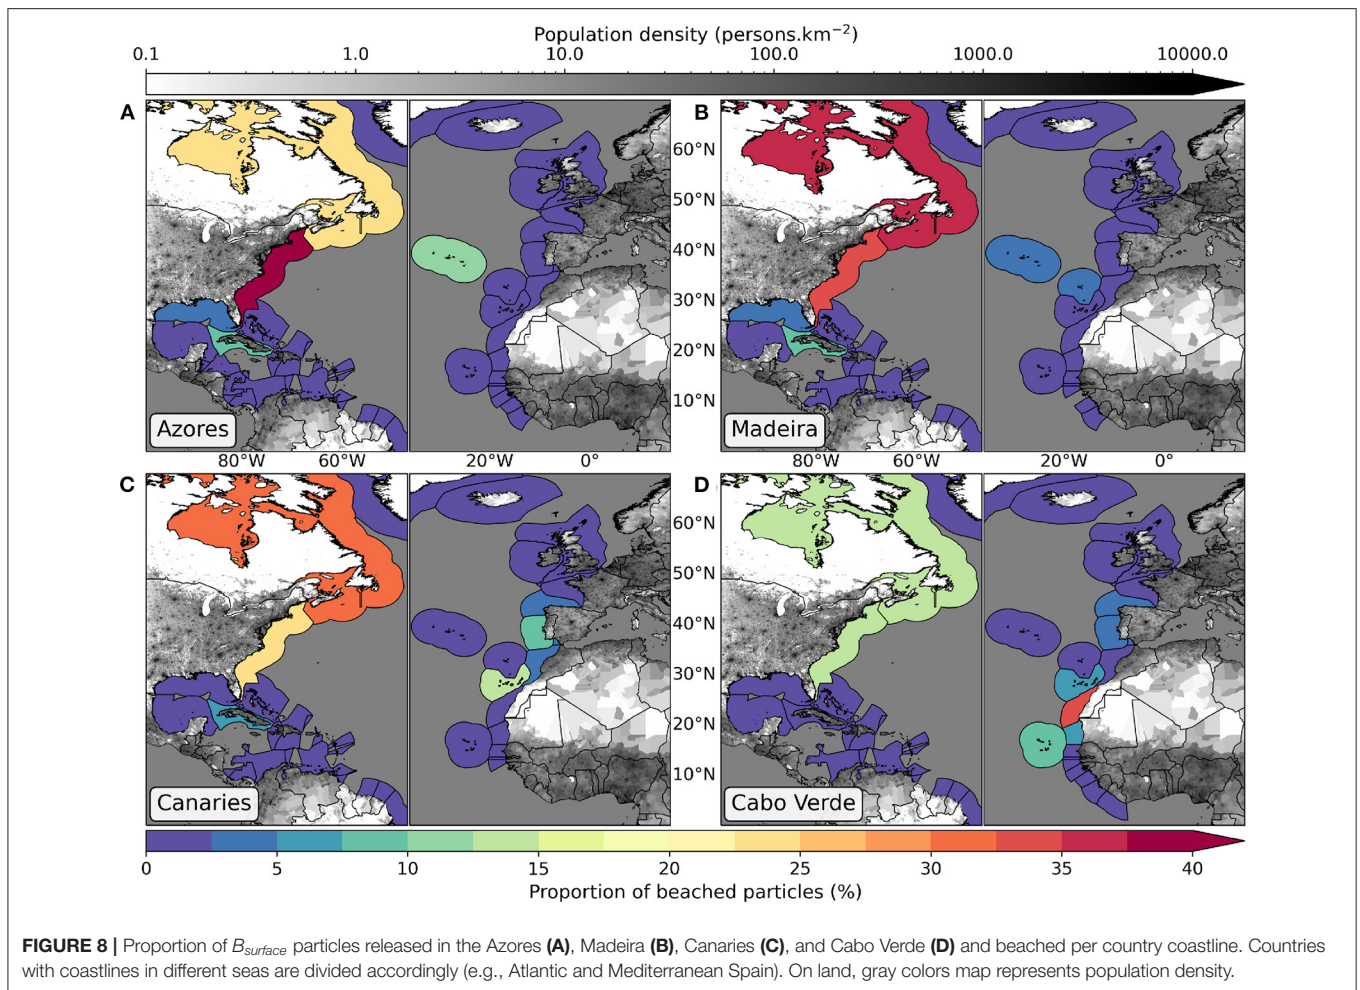 Population density (persons.km−2)
0.1 1.0 10.0 100.0 1000.0 10000.0
A B
60°N
50°N
40°N
30°N
20°N
10°N
Azores Madeira
80°W 60°W 20°W 0° 80°W 60°W 20°W 0°
C D
60°N
50°N
40°N
30°N
20°N
10°N
Canaries Cabo Verde
0 5 10 15 20 25 30 35 40
Proportion of beached particles (%)
FIGURE 8 | Proportion of Bsurface particles released in the Azores (A), Madeira (B), Canaries (C), and Cabo Verde (D) and beached per country coastline. Countries
with coastlines in different seas are divided accordingly (e.g., Atlantic and Mediterranean Spain). On land, gray colors map represents population density.